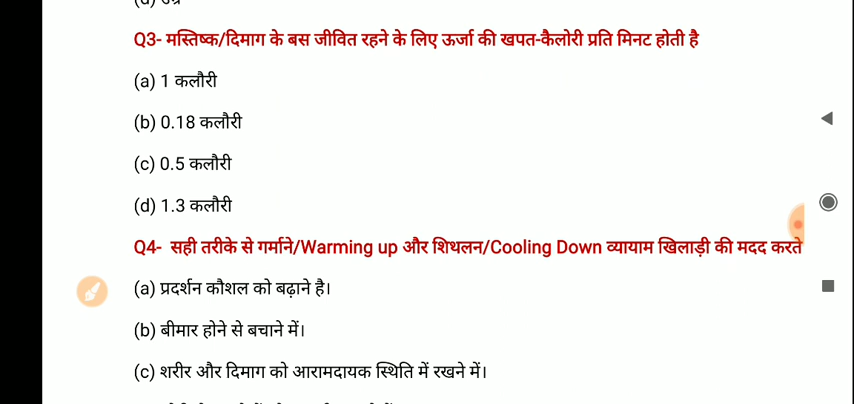 Q3- मस्तिष्क/दिमाग के बस जीवित रहने के लिए ऊर्जा की खपत-कैलोरी प्रति मिनट होती है
(a) 1 कलौरी
(b) 0.18 कलौरी
(c) 0.5 कलौरी
(d) 1.3 कलौरी
Q4- सही तरीके से गर्माने/Warming up और शिथलन/Cooling Down व्यायाम खिलाड़ी की मदद करते
(a) प्रदर्शन कौशल को बढ़ाने है।
(b) बीमार होने से बचाने में।
(c) शरीर और दिमाग को आरामदायक स्थिति में रखने में।